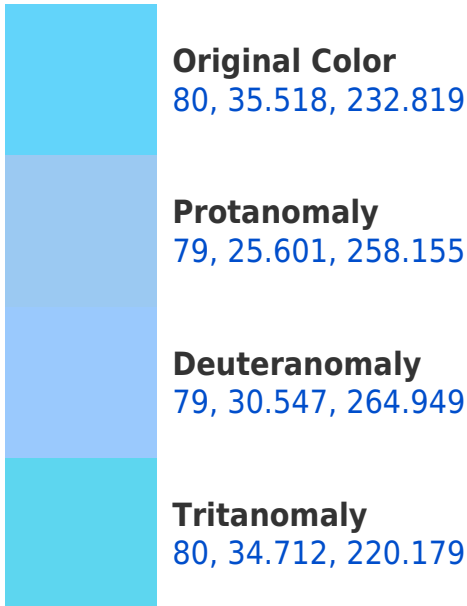 Original Color
80, 35.518, 232.819
Protanomaly
79, 25.601, 258.155
Deuteranomaly
79, 30.547, 264.949
Tritanomaly
80, 34.712, 220.179